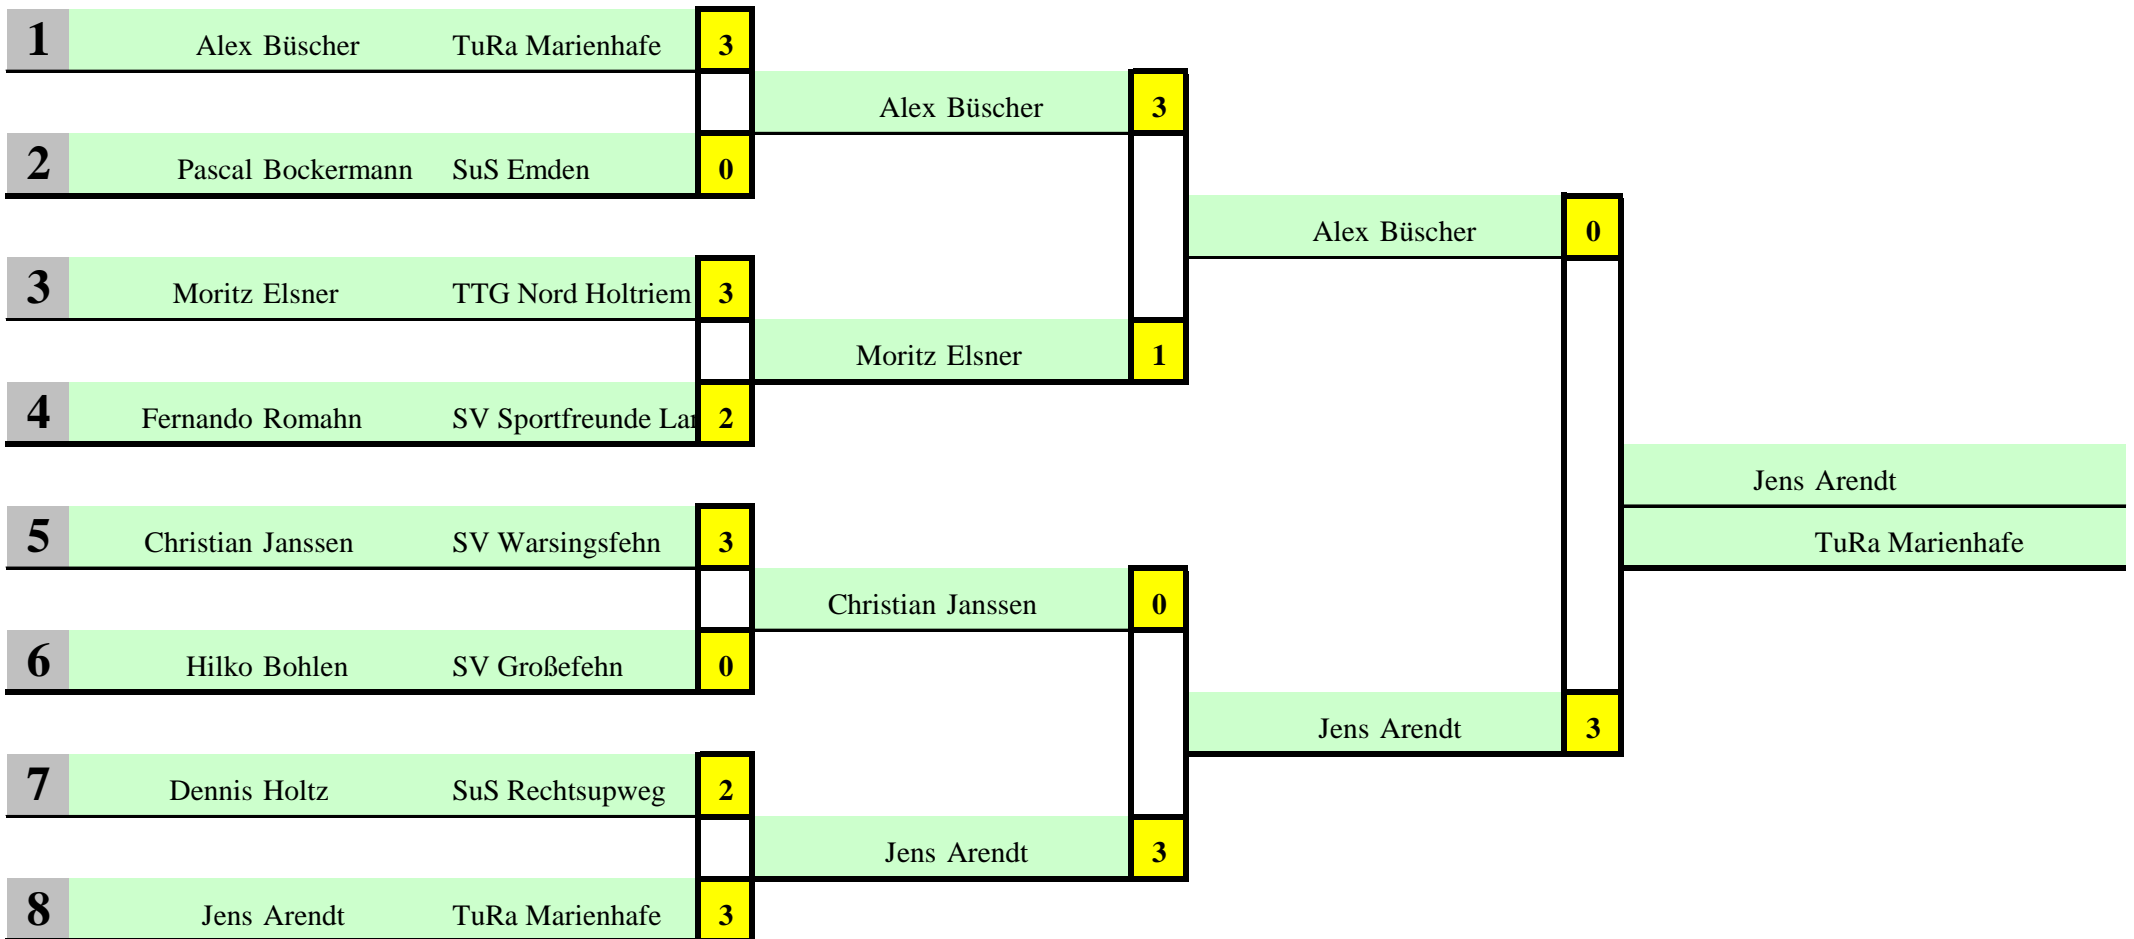 1 Alex Büscher TuRa Marienhafe 3
Alex Büscher 3
2 Pascal Bockermann SuS Emden 0
Alex Büscher 0
3 Moritz Elsner TTG Nord Holtriem 3
Moritz Elsner 1
4 Fernando Romahn SV Sportfreunde 2
Jens Arendt
5 Christian Janssen SV Warsingsfehn 3
TuRa Marienhafe
Christian Janssen 0
6 Hilko Bohlen SV Großefehn 0
Jens Arendt 3
7 Dennis Holtz SuS Rechtsupweg 2
Jens Arendt 3
8 Jens Arendt TuRa Marienhafe 3